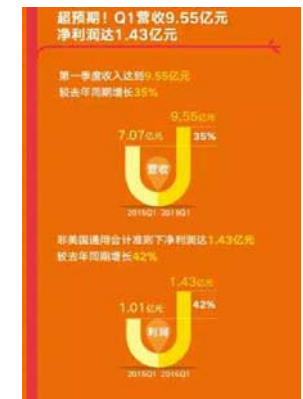 超预期！Q1营收9.55亿元
净利润达1.43亿元
第一季度收入达到9.55亿元
较去年同期增长35%
9.55亿元
7.07亿元
35%
营收
2015Q1 2016Q1
非美国通用会计准则下净利润达1.43亿元
较去年同期增长42%
1.43亿元
1.01亿元
42%
利润
2015Q1 2016Q1